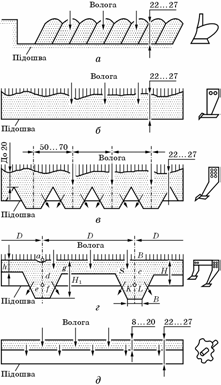 Волога
22...27
Підошва
а
22...27
Волога
Підошва
б
До 20
50...70
22...27
Волога
Підошва
в
D
D
D
Волога
h
a
B
H
d
g
S
c
H₁
e
K
L
Підошва
B
г
8...20
22...27
Волога
Підошва
д